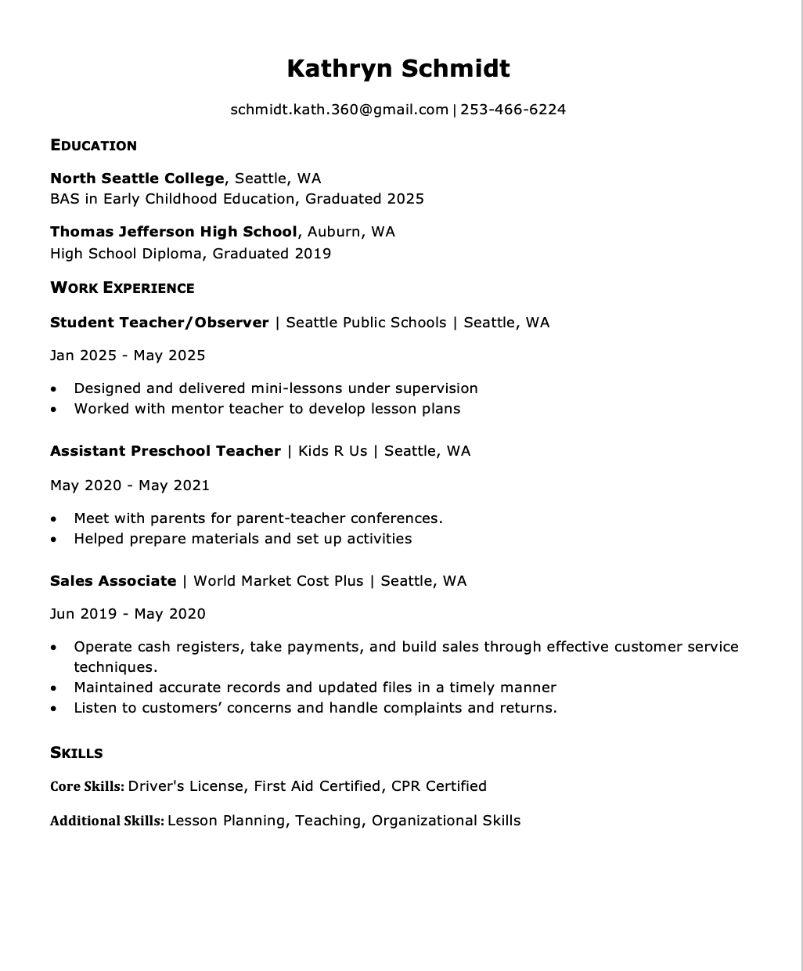 Kathryn Schmidt
schmidt.kath.360@gmail.com | 253-466-6224
EDUCATION
North Seattle College, Seattle, WA
BAS in Early Childhood Education, Graduated 2025
Thomas Jefferson High School, Auburn, WA
High School Diploma, Graduated 2019
WORK EXPERIENCE
Student Teacher/Observer | Seattle Public Schools | Seattle, WA
Jan 2025 - May 2025
• Designed and delivered mini-lessons under supervision
• Worked with mentor teacher to develop lesson plans
Assistant Preschool Teacher | Kids R Us | Seattle, WA
May 2020 - May 2021
• Meet with parents for parent-teacher conferences.
• Helped prepare materials and set up activities
Sales Associate | World Market Cost Plus | Seattle, WA
Jun 2019 - May 2020
• Operate cash registers, take payments, and build sales through effective customer service
techniques.
• Maintained accurate records and updated files in a timely manner
• Listen to customers’ concerns and handle complaints and returns.
SKILLS
Core Skills: Driver's License, First Aid Certified, CPR Certified
Additional Skills: Lesson Planning, Teaching, Organizational Skills